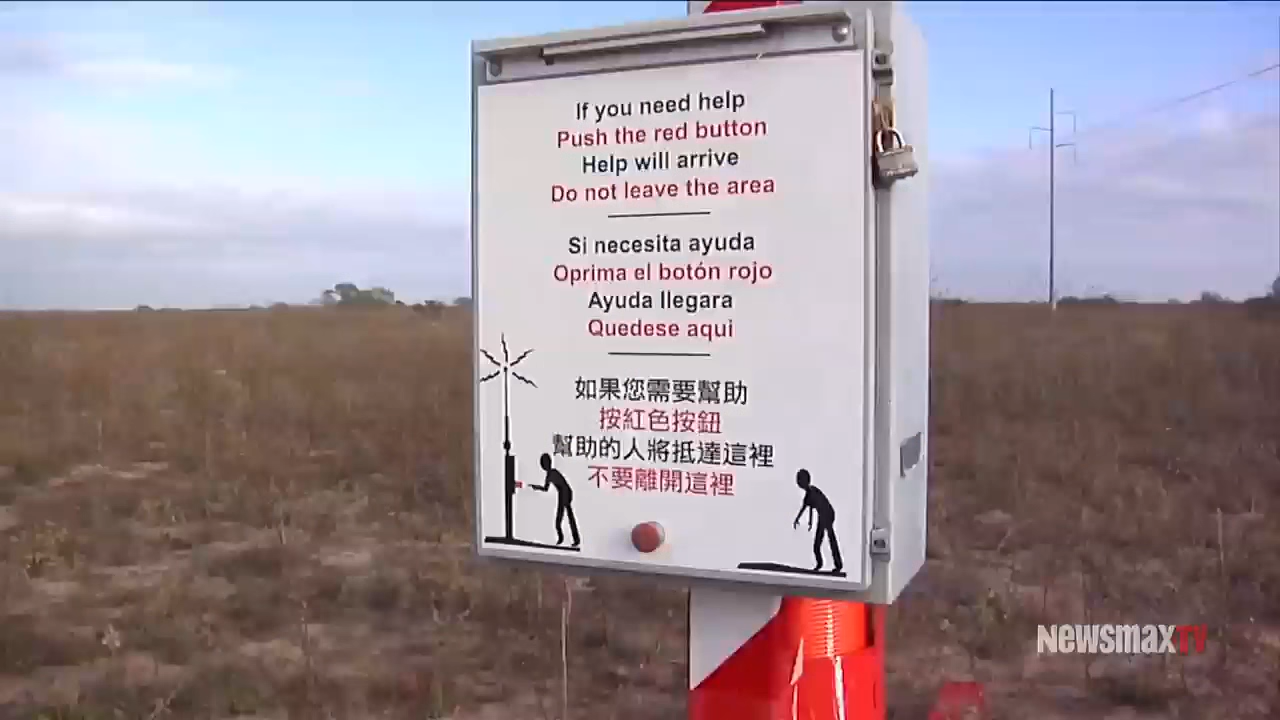 If you need help
Push the red button
Help will arrive
Do not leave the area
Si necesita ayuda
Oprima el botón rojo
Ayuda llegara
Quedese aqui
如果您需要幫助
按紅色按鈕
幫助的人將抵達這裡
不要離開這裡
NEWSMAXTV